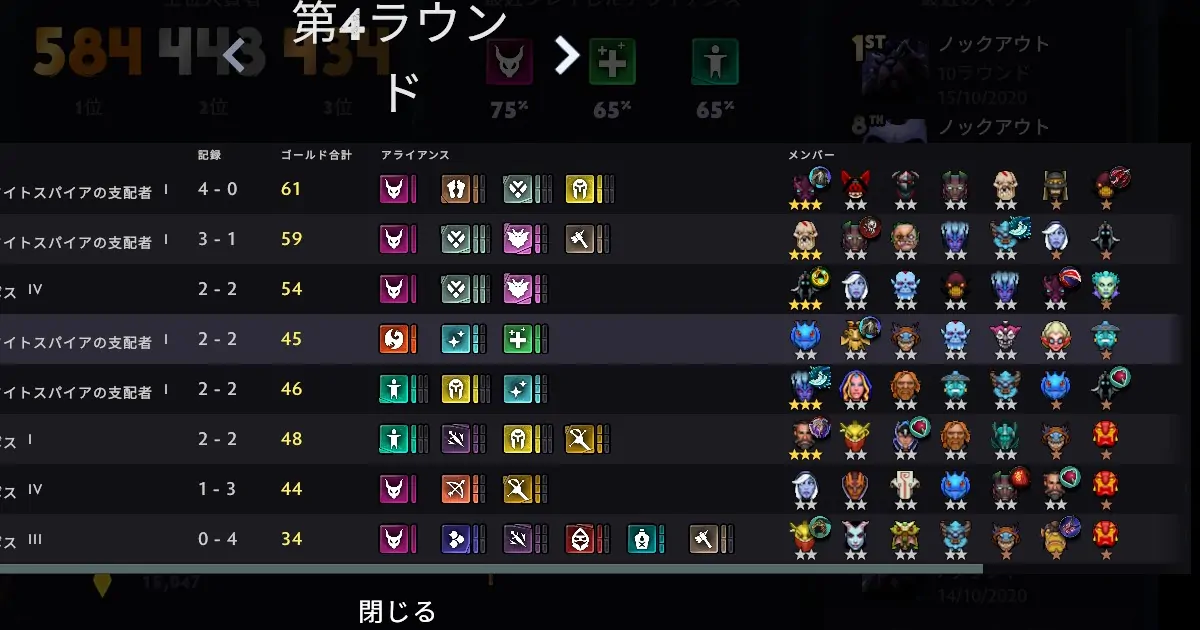 584 443 434
第4ラウン
ド
1位 2位 3位
75% 65% 65%
1ST ノックアウト
10ラウンド
15/10/2020
8TH ノックアウト
記録 ゴールド合計 アライアンス メンバー
イトスパイアの支配者 I 4 - 0 61
イトスパイアの支配者 I 3 - 1 59
ス IV 2 - 2 54
イトスパイアの支配者 I 2 - 2 45
イトスパイアの支配者 I 2 - 2 46
ス I 2 - 2 48
ス IV 1 - 3 44
ス III 0 - 4 34
閉じる
14/10/2020